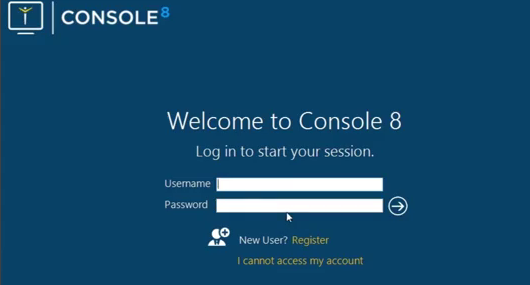 CONSOLE8
Welcome to Console 8
Log in to start your session.
Username
Password
New User? Register
I cannot access my account